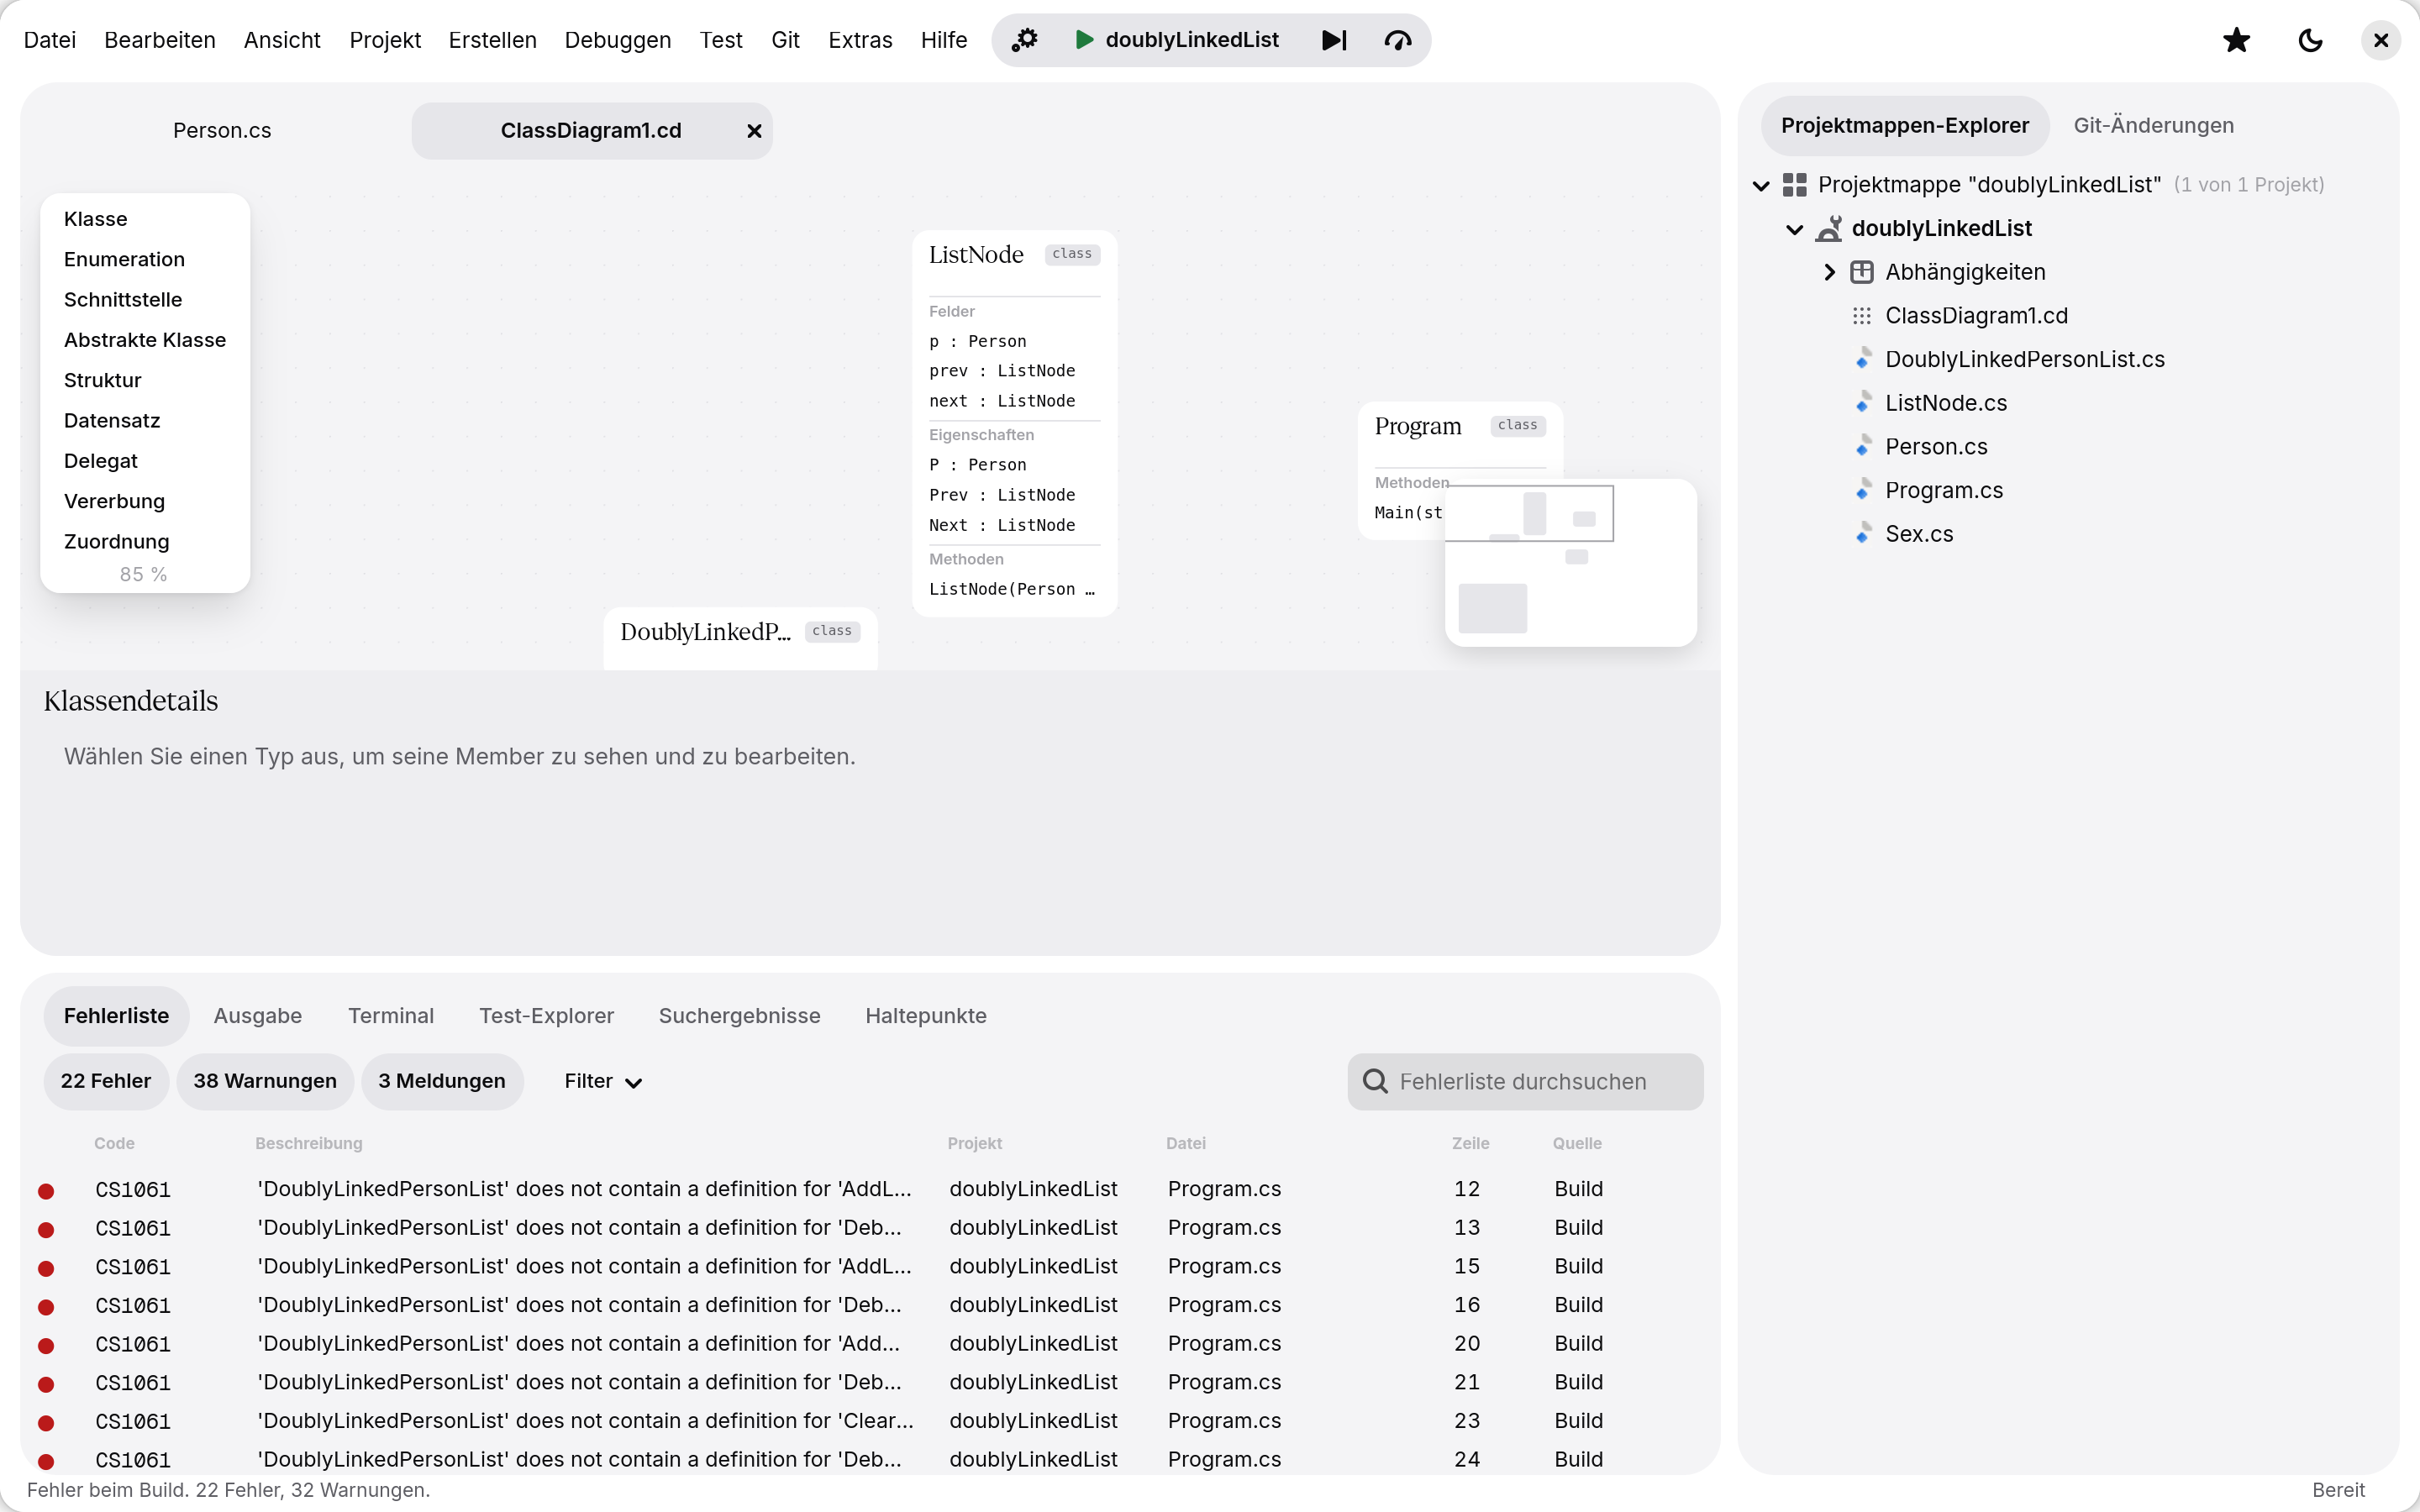 Datei Bearbeiten Ansicht Projekt Erstellen Debuggen Test Git Extras Hilfe doublyLinkedList
Person.cs ClassDiagram1.cd
Klasse
Enumeration
Schnittstelle
Abstrakte Klasse
Struktur
Datensatz
Delegat
Vererbung
Zuordnung
85 %
ListNode class
Felder
p : Person
prev : ListNode
next : ListNode
Eigenschaften
P : Person
Prev : ListNode
Next : ListNode
Methoden
ListNode(Person …
Program class
Methoden
Main(st
DoublyLinkedP… class
Klassendetails
Wählen Sie einen Typ aus, um seine Member zu sehen und zu bearbeiten.
Projektmappen-Explorer Git-Änderungen
Projektmappe "doublyLinkedList" (1 von 1 Projekt)
doublyLinkedList
Abhängigkeiten
ClassDiagram1.cd
DoublyLinkedPersonList.cs
ListNode.cs
Person.cs
Program.cs
Sex.cs
Fehlerliste Ausgabe Terminal Test-Explorer Suchergebnisse Haltepunkte
22 Fehler 38 Warnungen 3 Meldungen Filter Fehlerliste durchsuchen
Code Beschreibung Projekt Datei Zeile Quelle
CS1061 'DoublyLinkedPersonList' does not contain a definition for 'AddL… doublyLinkedList Program.cs 12 Build
CS1061 'DoublyLinkedPersonList' does not contain a definition for 'Deb… doublyLinkedList Program.cs 13 Build
CS1061 'DoublyLinkedPersonList' does not contain a definition for 'AddL… doublyLinkedList Program.cs 15 Build
CS1061 'DoublyLinkedPersonList' does not contain a definition for 'Deb… doublyLinkedList Program.cs 16 Build
CS1061 'DoublyLinkedPersonList' does not contain a definition for 'Add… doublyLinkedList Program.cs 20 Build
CS1061 'DoublyLinkedPersonList' does not contain a definition for 'Deb… doublyLinkedList Program.cs 21 Build
CS1061 'DoublyLinkedPersonList' does not contain a definition for 'Clear… doublyLinkedList Program.cs 23 Build
CS1061 'DoublyLinkedPersonList' does not contain a definition for 'Deb… doublyLinkedList Program.cs 24 Build
Fehler beim Build. 22 Fehler, 32 Warnungen. Bereit